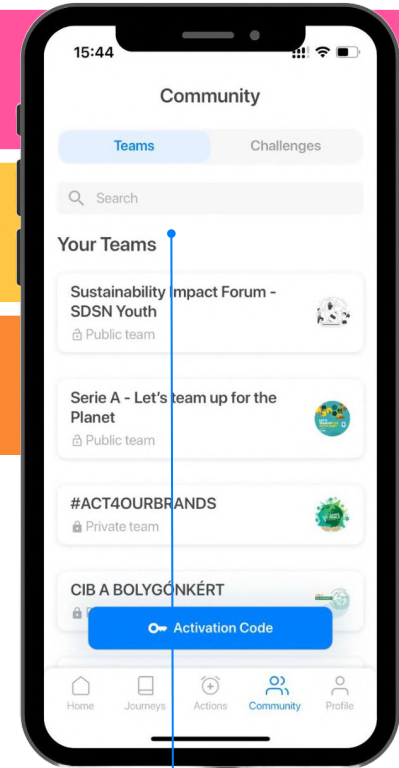 15:44
Community
Teams
Challenges
Search
Your Teams
Sustainability Impact Forum -
SDSN Youth
Public team
Serie A - Let's team up for the
Planet
Public team
#ACT4OURBRANDS
Private team
CIB A BOLYGÓNKÉRT
Activation Code
Home Journeys Actions Community Profile